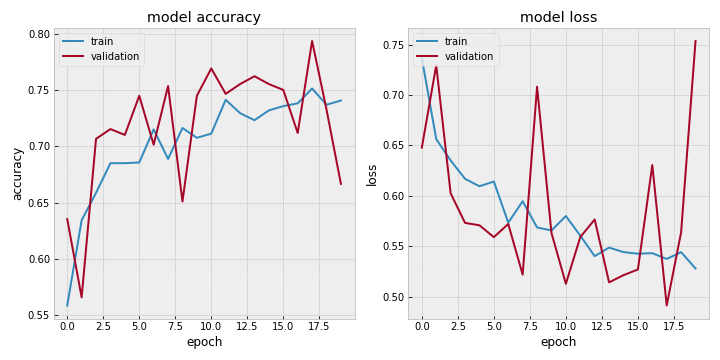 model accuracy
train
validation
0.80
0.75
0.70
0.65
0.60
0.55
accuracy
0.0 2.5 5.0 7.5 10.0 12.5 15.0 17.5
epoch
model loss
train
validation
0.75
0.70
0.65
0.60
0.55
0.50
loss
0.0 2.5 5.0 7.5 10.0 12.5 15.0 17.5
epoch